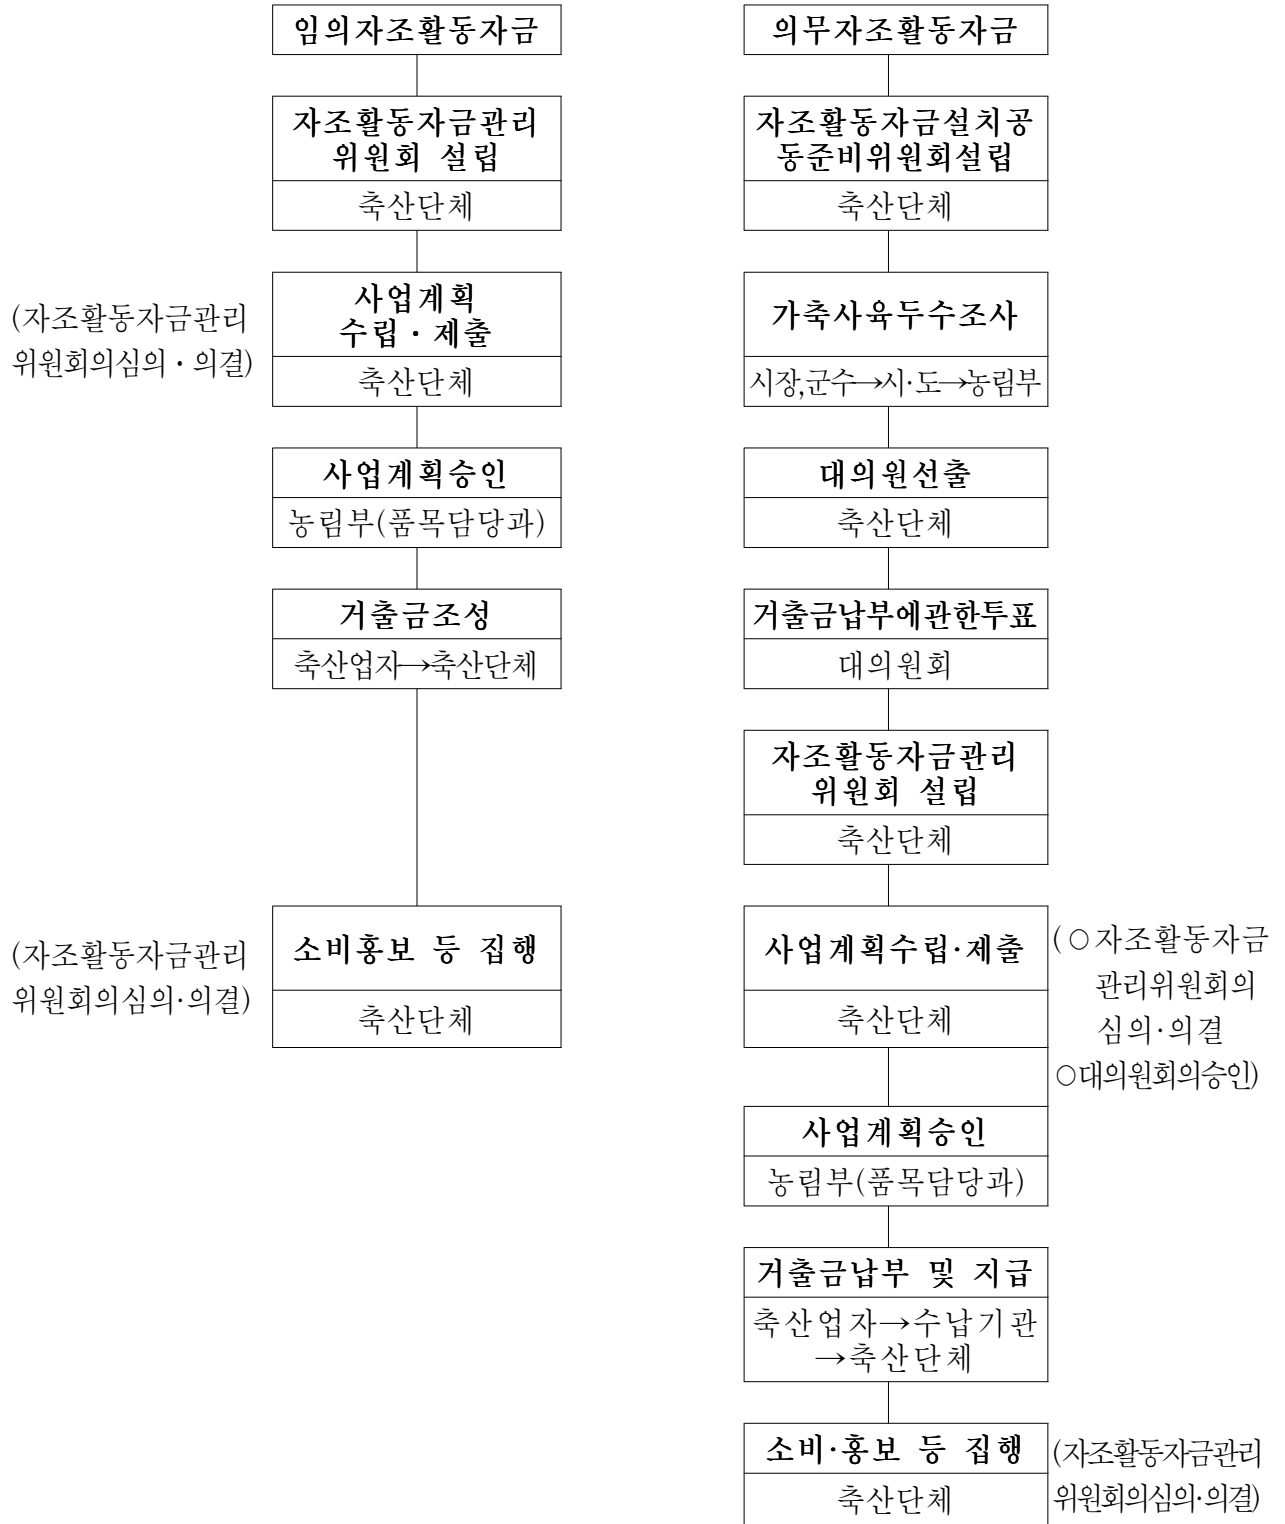 임의자조활동자금
자조활동자금관리
위원회 설립
축산단체
(자조활동자금관리
위원회의심의·의결)
사업계획
수립·제출
축산단체
사업계획승인
농림부(품목담당과)
거출금조성
축산업자→축산단체
(자조활동자금관리
위원회의심의·의결)
소비홍보 등 집행
축산단체
의무자조활동자금
자조활동자금설치공
동준비위원회설립
축산단체
가축사육두수조사
시장,군수→시·도→농림부
대의원선출
축산단체
거출금납부에관한투표
대의원회
자조활동자금관리
위원회 설립
축산단체
사업계획수립·제출
축산단체
(○자조활동자금
관리위원회의
심의·의결
○대의원회의승인)
사업계획승인
농림부(품목담당과)
거출금납부 및 지급
축산업자→수납기관
→축산단체
소비·홍보 등 집행
축산단체
(자조활동자금관리
위원회의심의·의결)